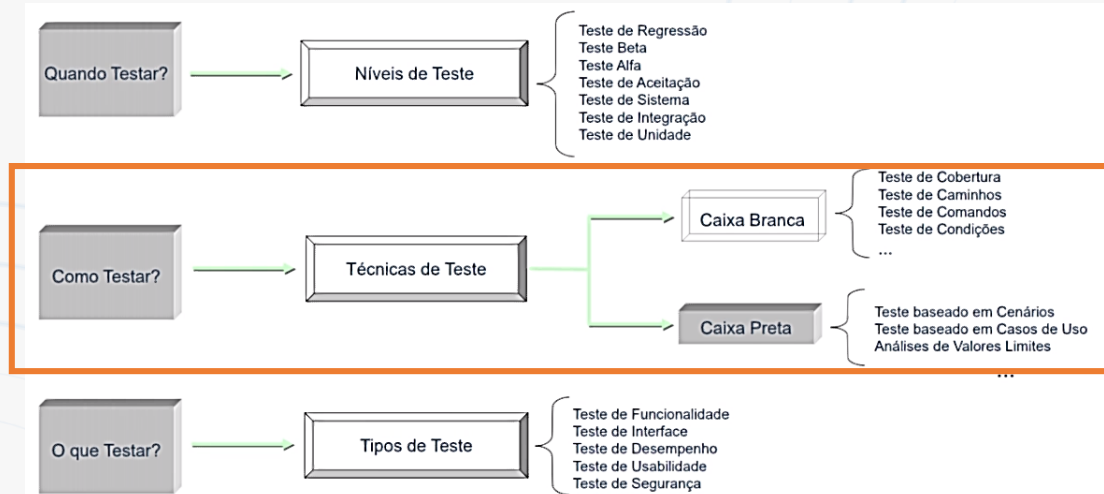 Quando Testar?
Níveis de Teste
Teste de Regressão
Teste Beta
Teste Alfa
Teste de Aceitação
Teste de Sistema
Teste de Integração
Teste de Unidade
Como Testar?
Técnicas de Teste
Caixa Branca
Teste de Cobertura
Teste de Caminhos
Teste de Comandos
Teste de Condições
...
Caixa Preta
Teste baseado em Cenários
Teste baseado em Casos de Uso
Análises de Valores Limites
...
O que Testar?
Tipos de Teste
Teste de Funcionalidade
Teste de Interface
Teste de Desempenho
Teste de Usabilidade
Teste de Segurança